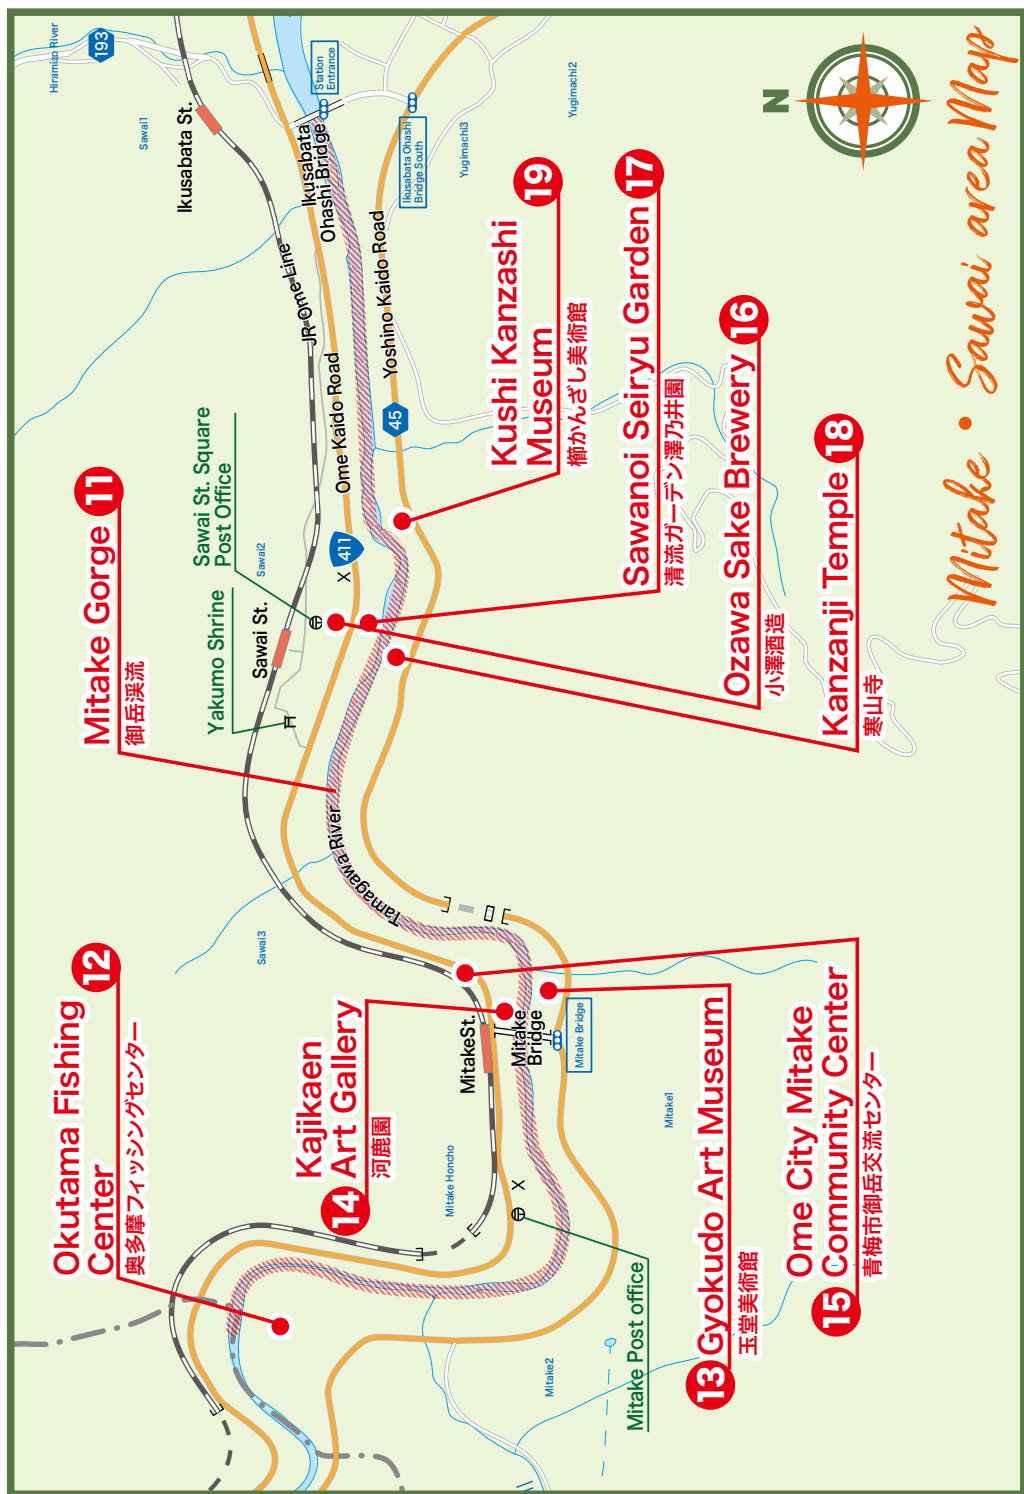 Mitake • Sawai area Map
N
Hiramizo River
193
Sawai1
Ikusabata St.
Station
Entrance
Ikusabata
Ohashi Bridge
Ikusabata Ohashi
Bridge South
Yugimachi2
Yugimachi3
JR Ome Line
Ome Kaido Road
Yoshino Kaido Road
45
411
X
Sawai St. Square
Post Office
Sawai2
Sawai St.
Yakumo Shrine
Mitake Gorge 11
御岳渓流
19
Kushi Kanzashi
Museum
櫛かんざし美術館
Sawanoi Seiryu Garden 17
清流ガーデン澤乃井園
Ozawa Sake Brewery 16
小澤酒造
Kanzanji Temple 18
寒山寺
Tamagawa River
Sawai3
12
Okutama Fishing
Center
奥多摩フィッシングセンター
Kajikaen
14 Art Gallery
河鹿園
MitakeSt.
Mitake
Bridge
Mitake Bridge
Mitake1
Mitake Honcho
X
Mitake2
Mitake Post office
13 Gyokudo Art Museum
玉堂美術館
Ome City Mitake
15 Community Center
青梅市御岳交流センター